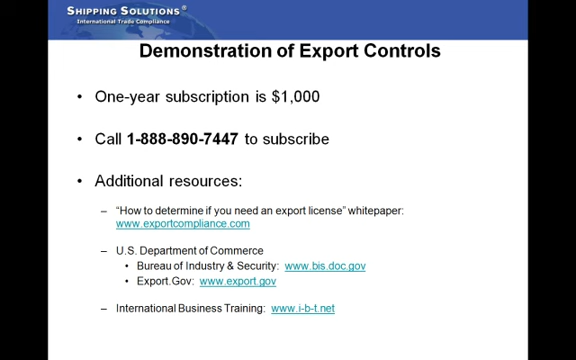 SHIPPING SOLUTIONS®
International Trade Compliance
Demonstration of Export Controls
• One-year subscription is $1,000
• Call 1-888-890-7447 to subscribe
• Additional resources:
– "How to determine if you need an export license" whitepaper:
www.exportcompliance.com
– U.S. Department of Commerce
• Bureau of Industry & Security: www.bis.doc.gov
• Export.Gov: www.export.gov
– International Business Training: www.i-b-t.net